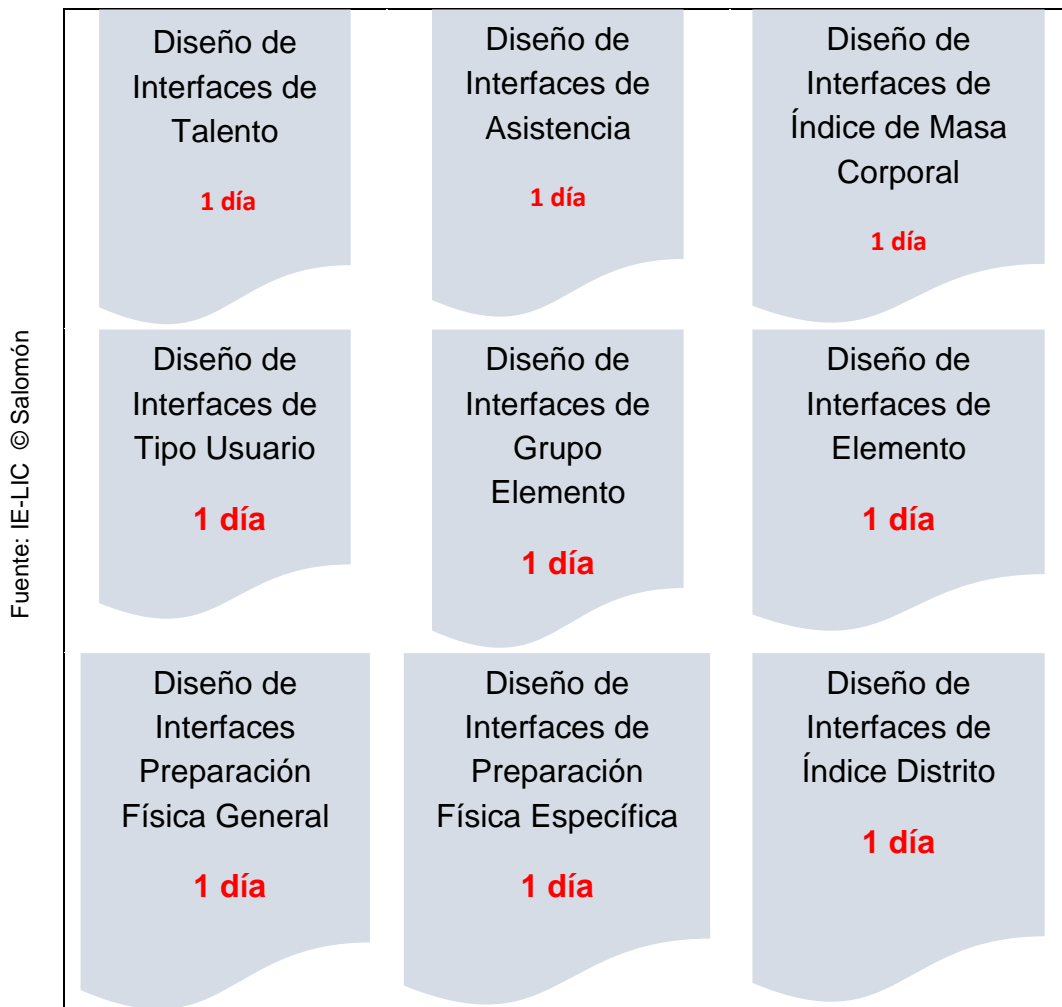 Diseño de
Interfaces de
Talento
1 día
Diseño de
Interfaces de
Asistencia
1 día
Diseño de
Interfaces de
Índice de Masa
Corporal
1 día
Diseño de
Interfaces de
Tipo Usuario
1 día
Diseño de
Interfaces de
Grupo
Elemento
1 día
Diseño de
Interfaces de
Elemento
1 día
Diseño de
Interfaces
Preparación
Física General
1 día
Diseño de
Interfaces de
Preparación
Física Específica
1 día
Diseño de
Interfaces de
Índice Distrito
1 día
Fuente: IE-LIC © Salomón